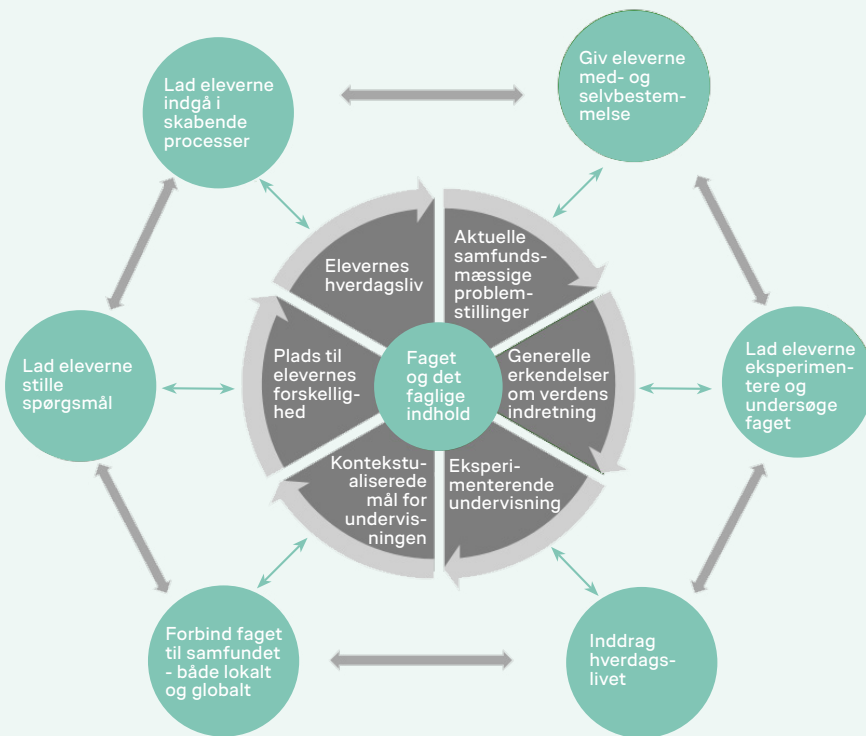 Lad eleverne
indgå i
skabende
processer
Giv eleverne
med- og
selvbestem-
melse
Elevernes
hverdagsliv
Aktuelle
samfunds-
mæssige
problem-
stillinger
Lad eleverne
stille
spørgsmål
Plads til
elevernes
forskellig-
hed
Faget
og det
faglige
indhold
Generelle
erkendelser
om verdens
indretning
Lad eleverne
eksperimen-
tere og
undersøge
faget
Kontekstu-
aliserede
mål for
undervis-
ningen
Eksperi-
menterende
undervisning
Forbind faget
til samfundet
- både lokalt
og globalt
Inddrag
hverdags-
livet